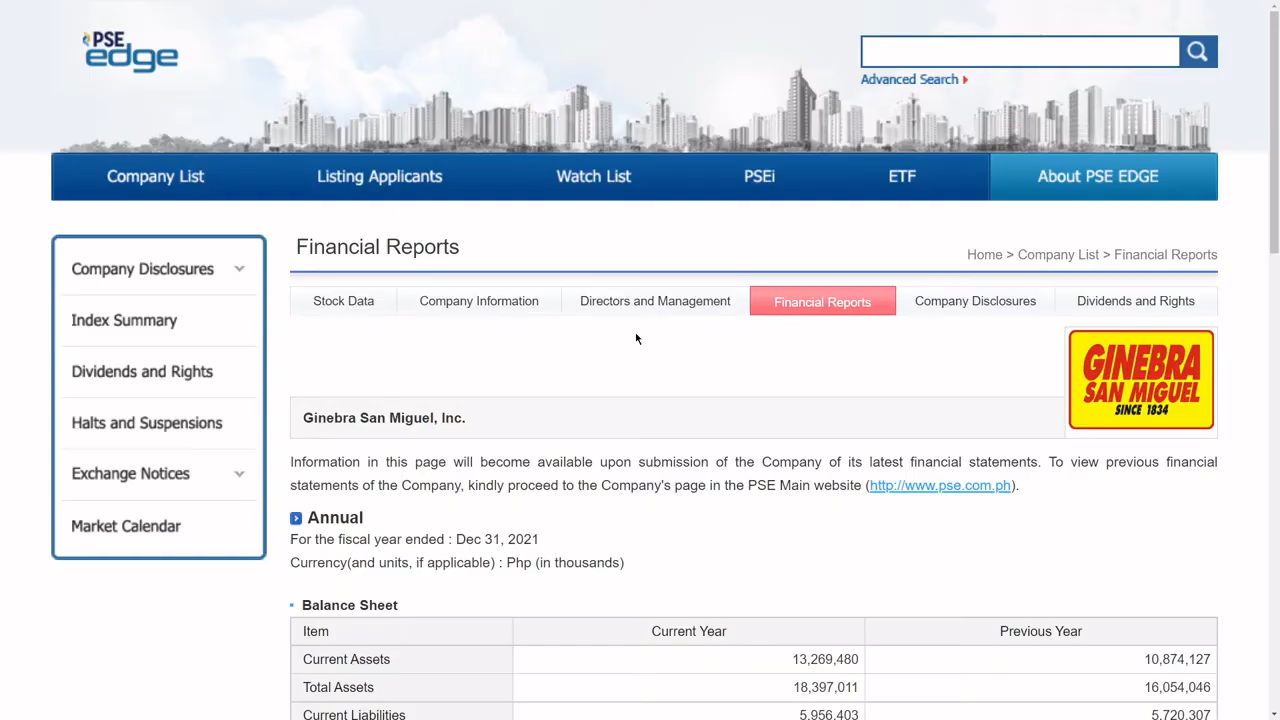 PSE
edge
Advanced Search
Company List
Listing Applicants
Watch List
PSEi
ETF
About PSE EDGE
Company Disclosures
Index Summary
Dividends and Rights
Halts and Suspensions
Exchange Notices
Market Calendar
Financial Reports
Home > Company List > Financial Reports
Stock Data
Company Information
Directors and Management
Financial Reports
Company Disclosures
Dividends and Rights
GINEBRA
SAN MIGUEL
SINCE 1834
Ginebra San Miguel, Inc.
Information in this page will become available upon submission of the Company of its latest financial statements. To view previous financial
statements of the Company, kindly proceed to the Company's page in the PSE Main website (http://www.pse.com.ph).
Annual
For the fiscal year ended : Dec 31, 2021
Currency(and units, if applicable) : Php (in thousands)
Balance Sheet
Item Current Year Previous Year
Current Assets 13,269,480 10,874,127
Total Assets 18,397,011 16,054,046
Current Liabilities 5,956,403 5,720,307